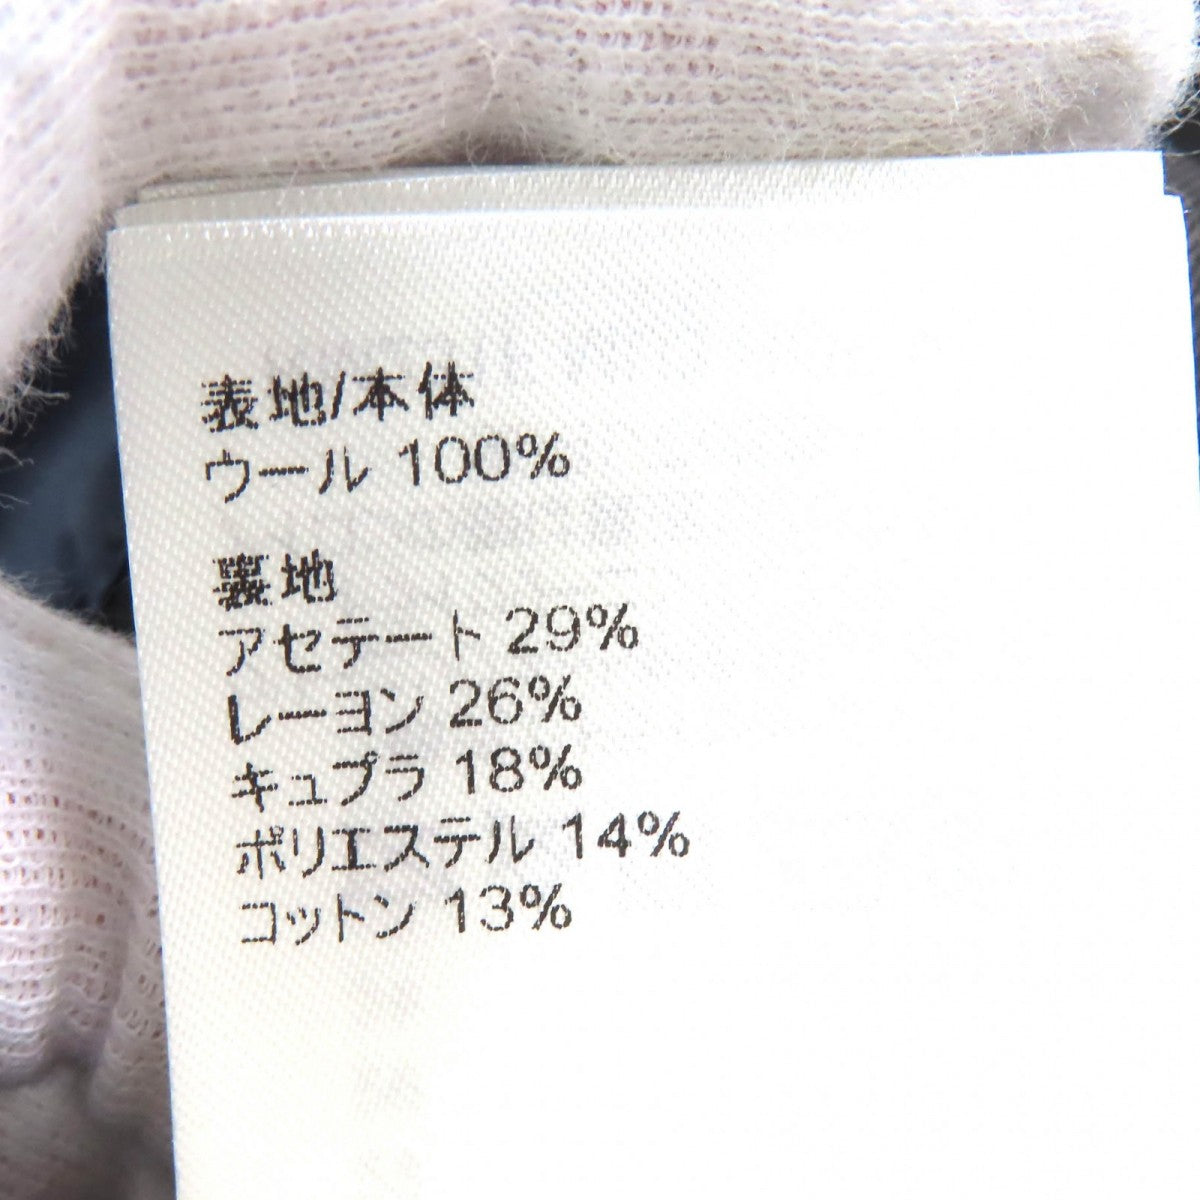 表地/本体
ウール 100%
裏地
アセテート 29%
レーヨン 26%
キュプラ 18%
ポリエステル 14%
コットン 13%